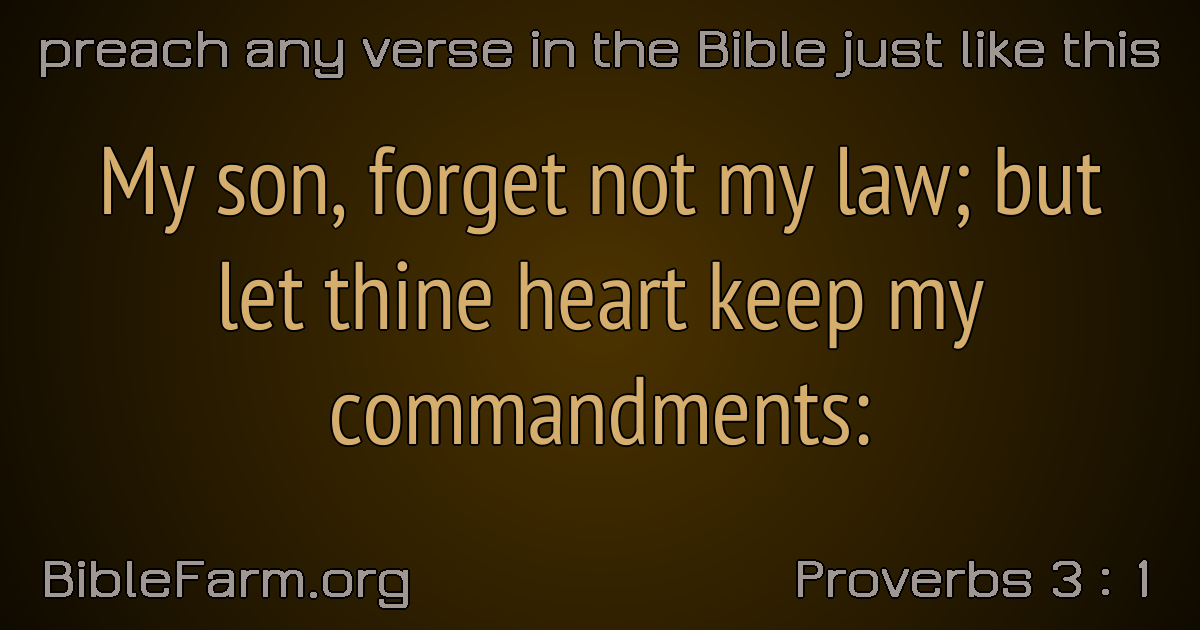 preach any verse in the Bible just like this
My son, forget not my law; but
let thine heart keep my
commandments:
BibleFarm.org
Proverbs 3 : 1